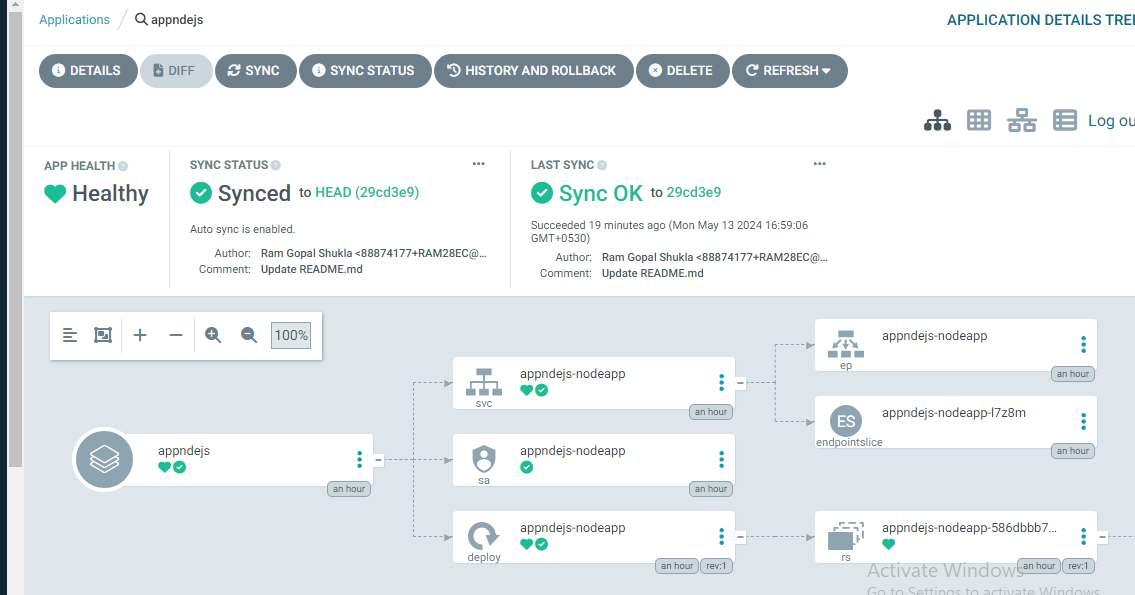 Applications / appndejs
APPLICATION DETAILS TREE
DETAILS DIFF SYNC SYNC STATUS HISTORY AND ROLLBACK DELETE REFRESH
Log ou
APP HEALTH
Healthy
SYNC STATUS
Synced to HEAD (29cd3e9)
Auto sync is enabled.
Author: Ram Gopal Shukla <88874177+RAM28EC@...
Comment: Update README.md
LAST SYNC
Sync OK to 29cd3e9
Succeeded 19 minutes ago (Mon May 13 2024 16:59:06
GMT+0530)
Author: Ram Gopal Shukla <88874177+RAM28EC@...
Comment: Update README.md
100%
appndejs
an hour
svc
appndejs-nodeapp
an hour
sa
appndejs-nodeapp
an hour
deploy
appndejs-nodeapp
an hour rev:1
ep
appndejs-nodeapp
an hour
ES
endpointslice
appndejs-nodeapp-l7z8m
an hour
rs
appndejs-nodeapp-586dbbb7...
an hour rev:1
Activate Windows
Go to Settings to activate Windows.